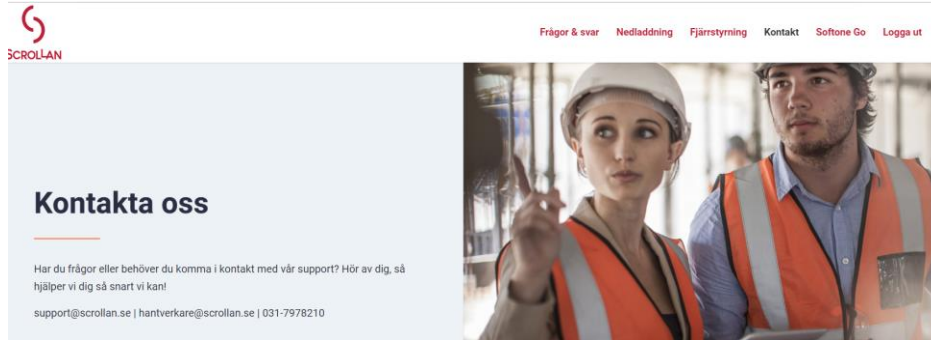 SCROLLAN
Frågor & svar Nedladdning Fjärrstyrning Kontakt Softone Go Logga ut
Kontakta oss
Har du frågor eller behöver du komma i kontakt med vår support? Hör av dig, så
hjälper vi dig så snart vi kan!
support@scrollan.se | hantverkare@scrollan.se | 031-7978210